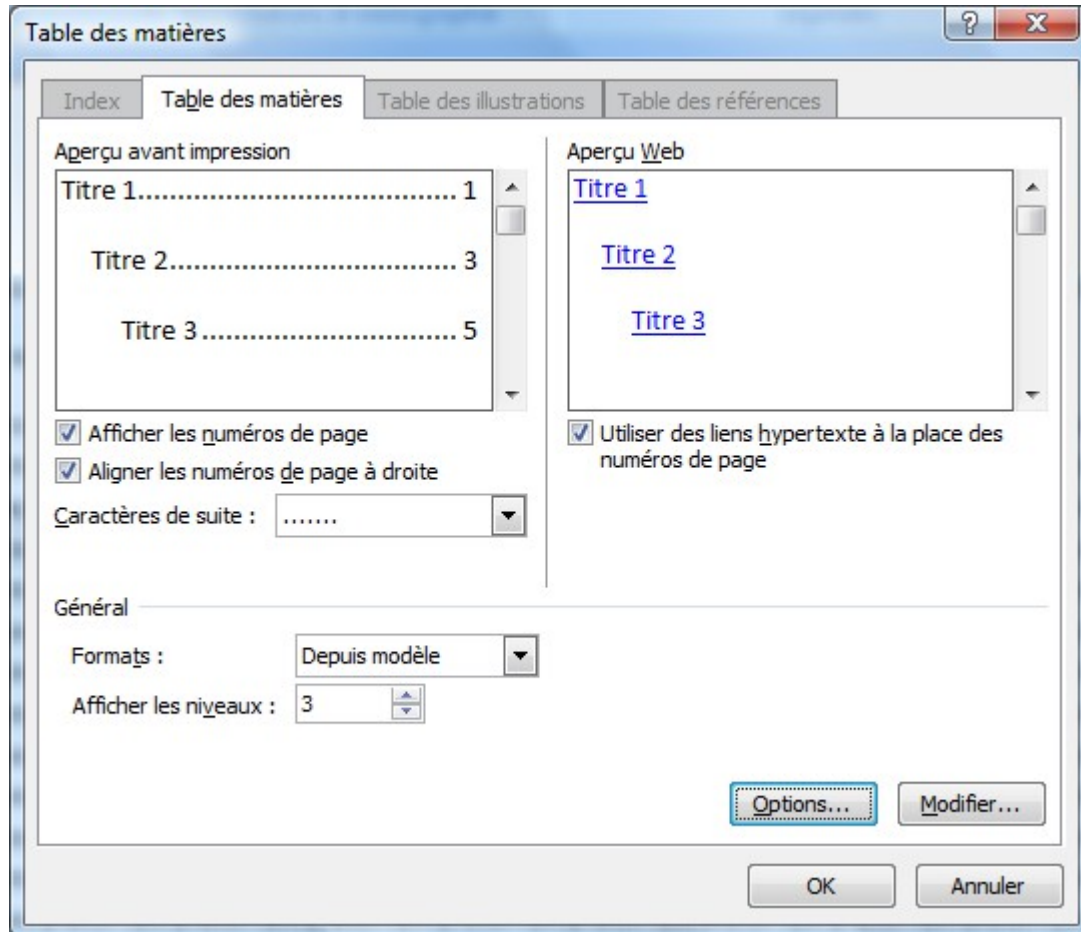 Table des matières
Index
Table des matières
Table des illustrations
Table des références
Aperçu avant impression
Titre 1.................................... 1
Titre 2................................ 3
Titre 3............................. 5
Afficher les numéros de page
Aligner les numéros de page à droite
Caractères de suite : .......
Aperçu Web
Titre 1
Titre 2
Titre 3
Utiliser des liens hypertexte à la place des
numéros de page
Général
Formats : Depuis modèle
Afficher les niveaux : 3
Options... Modifier...
OK Annuler